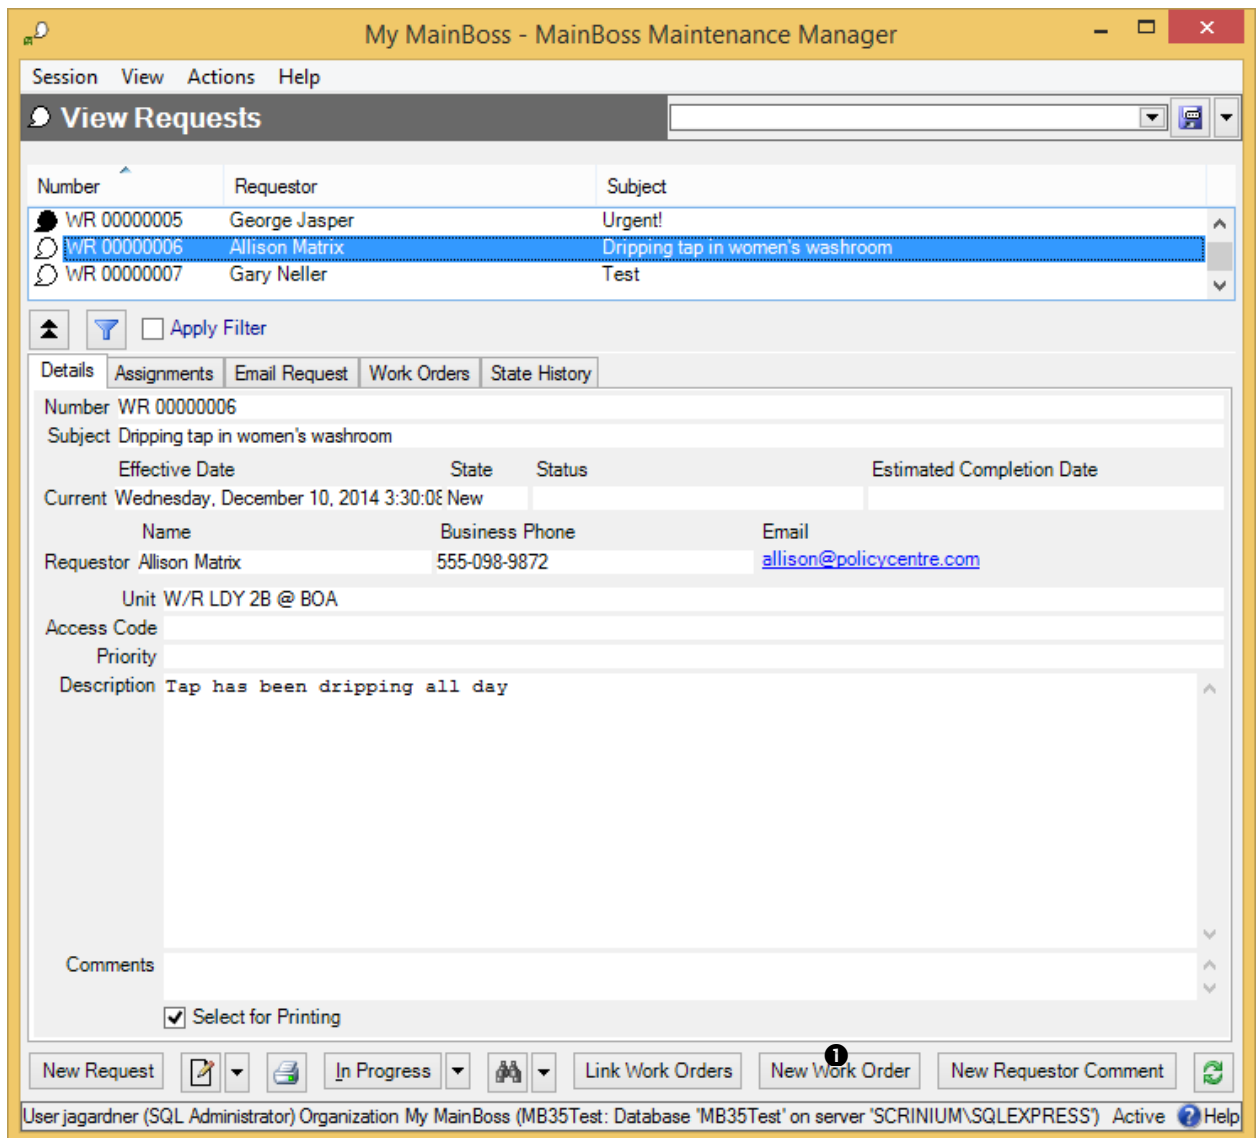 My MainBoss - MainBoss Maintenance Manager
Session View Actions Help
View Requests
Number Requestor Subject
WR 00000005 George Jasper Urgent!
WR 00000006 Allison Matrix Dripping tap in women's washroom
WR 00000007 Gary Neller Test
Apply Filter
Details Assignments Email Request Work Orders State History
Number WR 00000006
Subject Dripping tap in women's washroom
Effective Date State Status Estimated Completion Date
Current Wednesday, December 10, 2014 3:30:08 New
Name Business Phone Email
Requestor Allison Matrix 555-098-9872 allison@policycentre.com
Unit W/R LDY 2B @ BOA
Access Code
Priority
Description Tap has been dripping all day
Comments
Select for Printing
1
New Request In Progress Link Work Orders New Work Order New Requestor Comment
User jagardner (SQL Administrator) Organization My MainBoss (MB35Test: Database 'MB35Test' on server 'SCRINIUM\SQLEXPRESS') Active Help